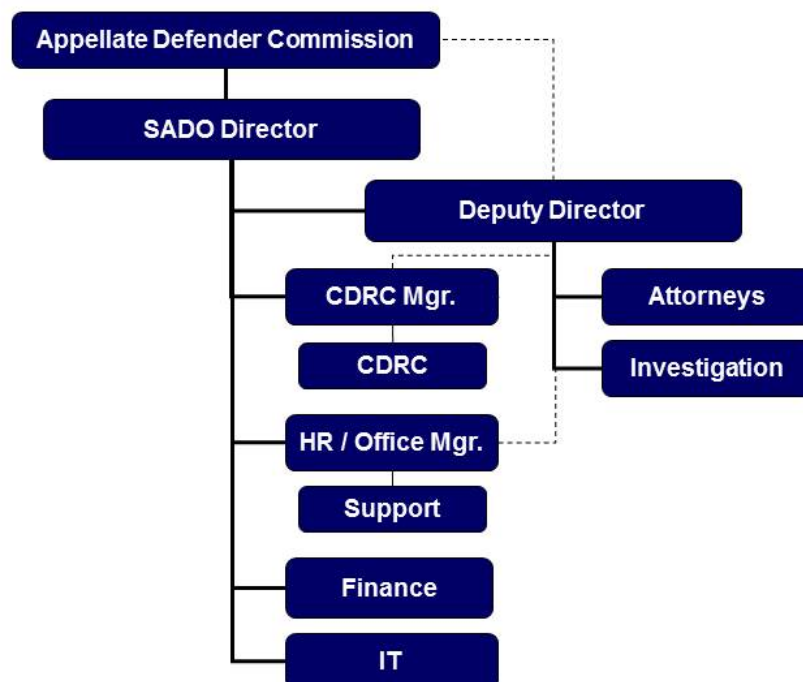 Appellate Defender Commission
SADO Director
Deputy Director
CDRC Mgr.
Attorneys
CDRC
Investigation
HR / Office Mgr.
Support
Finance
IT